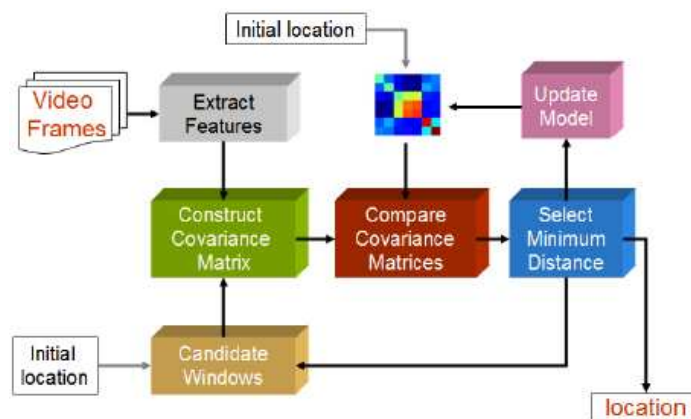 Initial location
Video
Frames
Extract
Features
Update
Model
Construct
Covariance
Matrix
Compare
Covariance
Matrices
Select
Minimum
Distance
Initial
location
Candidate
Windows
location